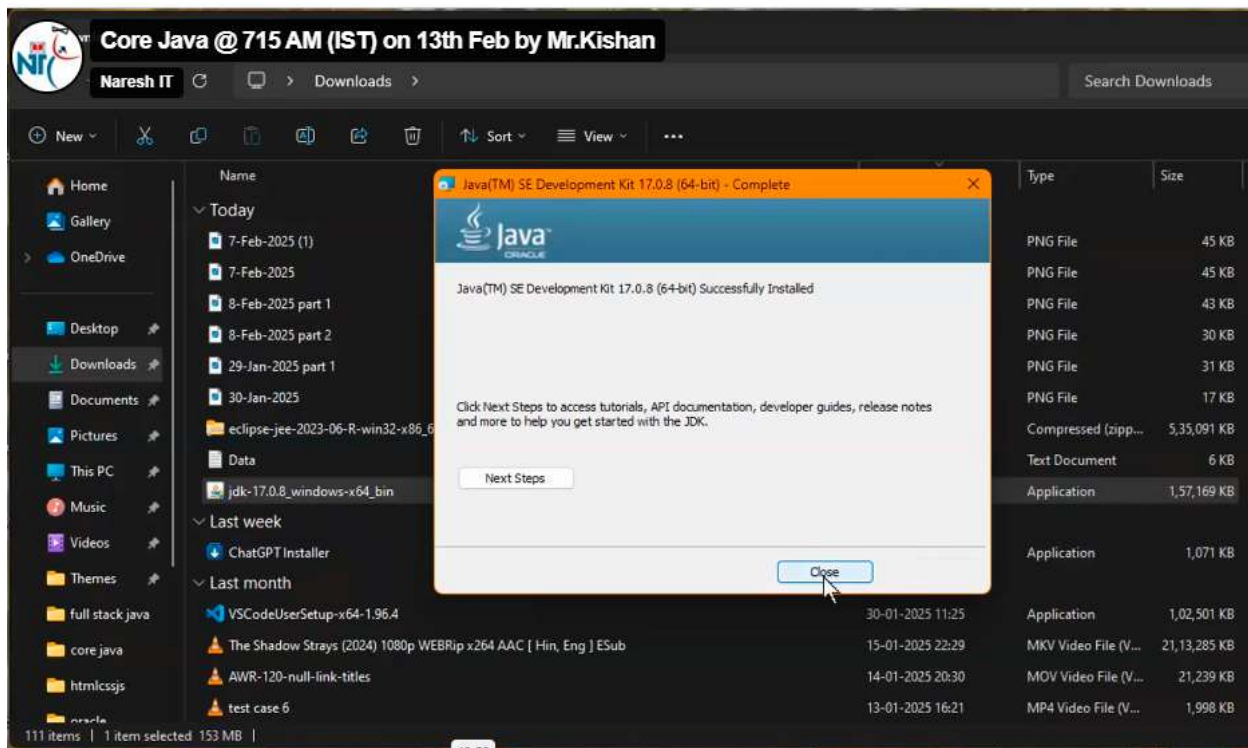 Core Java @ 715 AM (IST) on 13th Feb by Mr.Kishan
NIT
Naresh IT
Downloads
Search Downloads
New
Sort
View
Name
Type
Size
Home
Gallery
OneDrive
Desktop
Downloads
Documents
Pictures
This PC
Music
Videos
Themes
full stack java
core java
htmlcssjs
oracle
Today
7-Feb-2025 (1) PNG File 45 KB
7-Feb-2025 PNG File 45 KB
8-Feb-2025 part 1 PNG File 43 KB
8-Feb-2025 part 2 PNG File 30 KB
29-Jan-2025 part 1 PNG File 31 KB
30-Jan-2025 PNG File 17 KB
eclipse-jee-2023-06-R-win32-x86_6 Compressed (zipp... 5,35,091 KB
Data Text Document 6 KB
jdk-17.0.8_windows-x64_bin Application 1,57,169 KB
Last week
ChatGPT Installer Application 1,071 KB
Last month
VSCodeUserSetup-x64-1.96.4 30-01-2025 11:25 Application 1,02,501 KB
The Shadow Strays (2024) 1080p WEBRip x264 AAC [ Hin, Eng ] ESub 15-01-2025 22:29 MKV Video File (V... 21,13,285 KB
AWR-120-null-link-titles 14-01-2025 20:30 MOV Video File (V... 21,239 KB
test case 6 13-01-2025 16:21 MP4 Video File (V... 1,998 KB
Java(TM) SE Development Kit 17.0.8 (64-bit) - Complete
Java
ORACLE
Java(TM) SE Development Kit 17.0.8 (64-bit) Successfully Installed
Click Next Steps to access tutorials, API documentation, developer guides, release notes
and more to help you get started with the JDK.
Next Steps
Close
111 items | 1 item selected 153 MB |